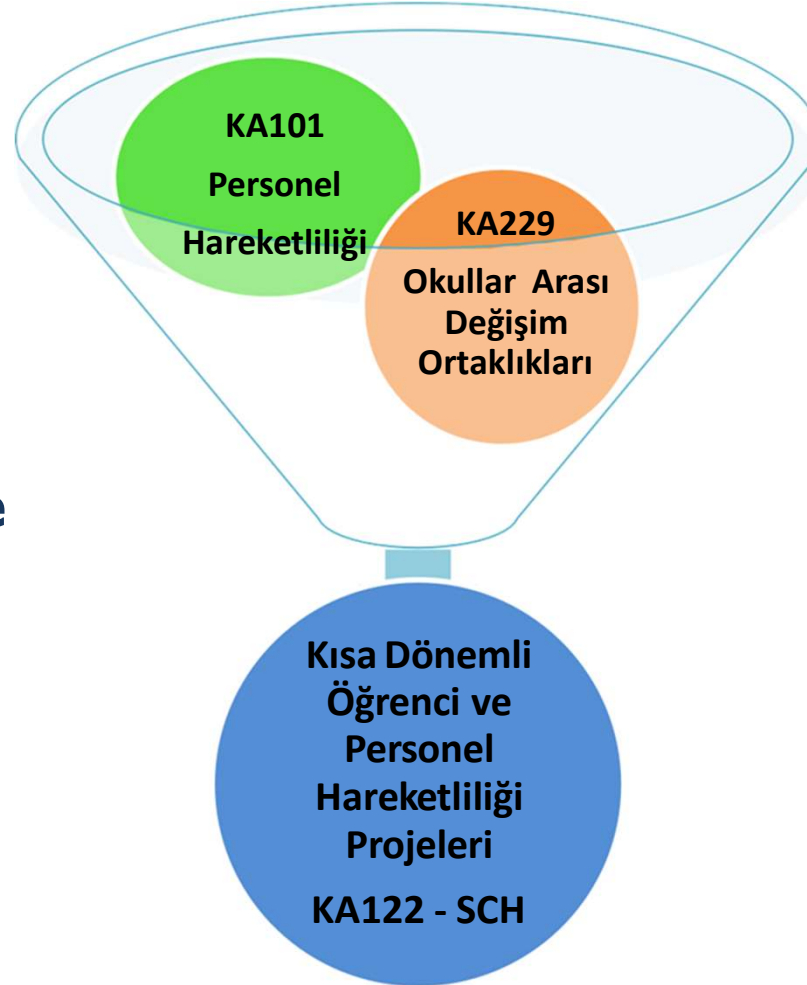 KA101
Personel
Hareketliliği
KA229
Okullar Arası
Değişim
Ortaklıkları
e
Kısa Dönemli
Öğrenci ve
Personel
Hareketliliği
Projeleri
KA122 - SCH